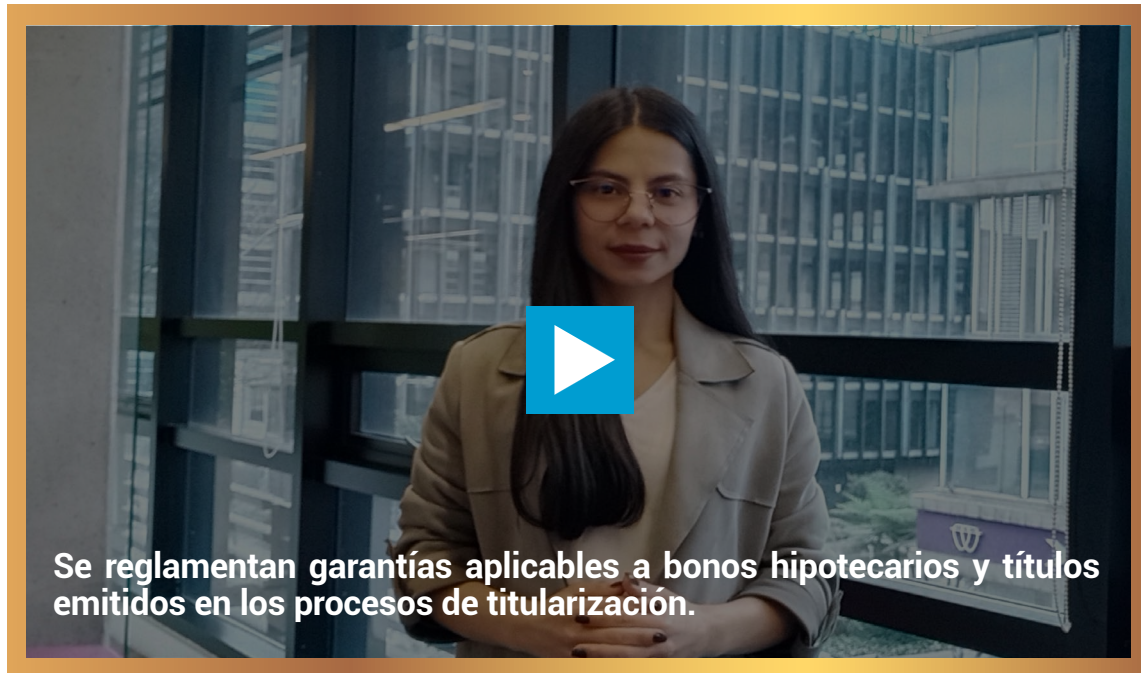 Se reglamentan garantías aplicables a bonos hipotecarios y títulos
emitidos en los procesos de titularización.